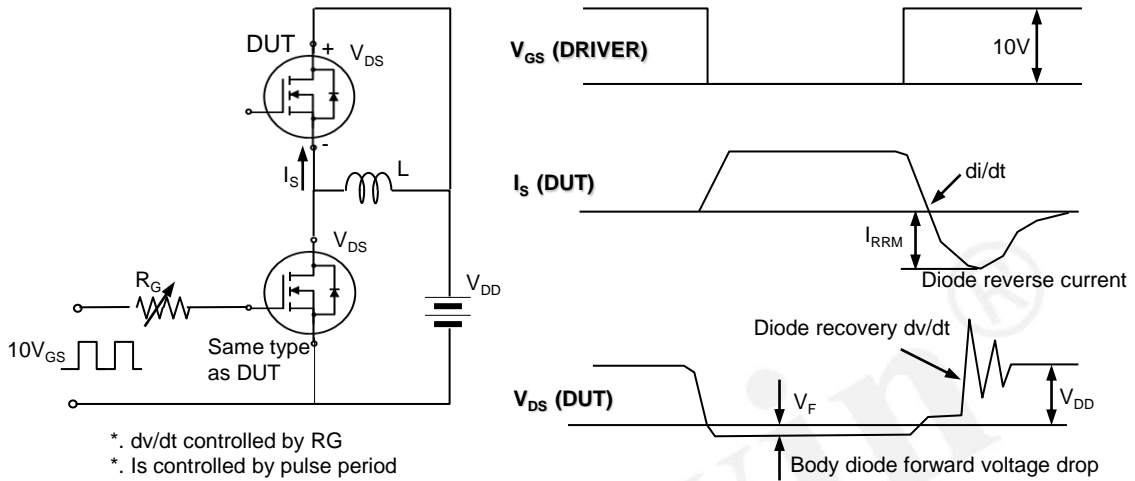 DUT
+
V_DS
-
I_S
L
V_DS
R_G
V_DD
10V_GS
Same type
as DUT
*. dv/dt controlled by RG
*. Is controlled by pulse period
V_GS (DRIVER)
10V
I_S (DUT)
di/dt
I_RRM
Diode reverse current
Diode recovery dv/dt
V_DS (DUT)
V_F
V_DD
Body diode forward voltage drop
®